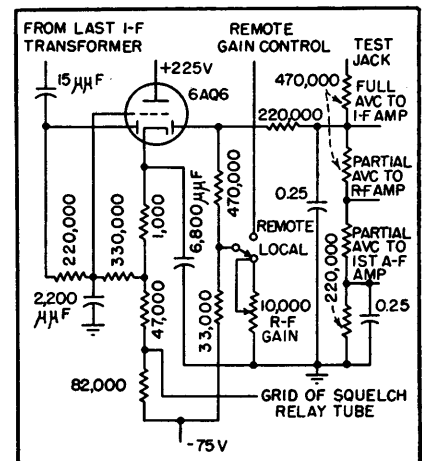 FROM LAST I-F
TRANSFORMER
REMOTE
GAIN CONTROL
TEST
JACK
+225V
6AQ6
15μμF
470,000
FULL
AVC TO
I-F AMP
220,000
PARTIAL
AVC TO
R-F AMP
470,000
6,800μμF
1,000
330,000
220,000
0.25
REMOTE
LOCAL
PARTIAL
AVC TO
1ST A-F
AMP
220,000
0.25
2,200
μμF
47,000
33,000
10,000
R-F
GAIN
82,000
GRID OF SQUELCH
RELAY TUBE
-75V